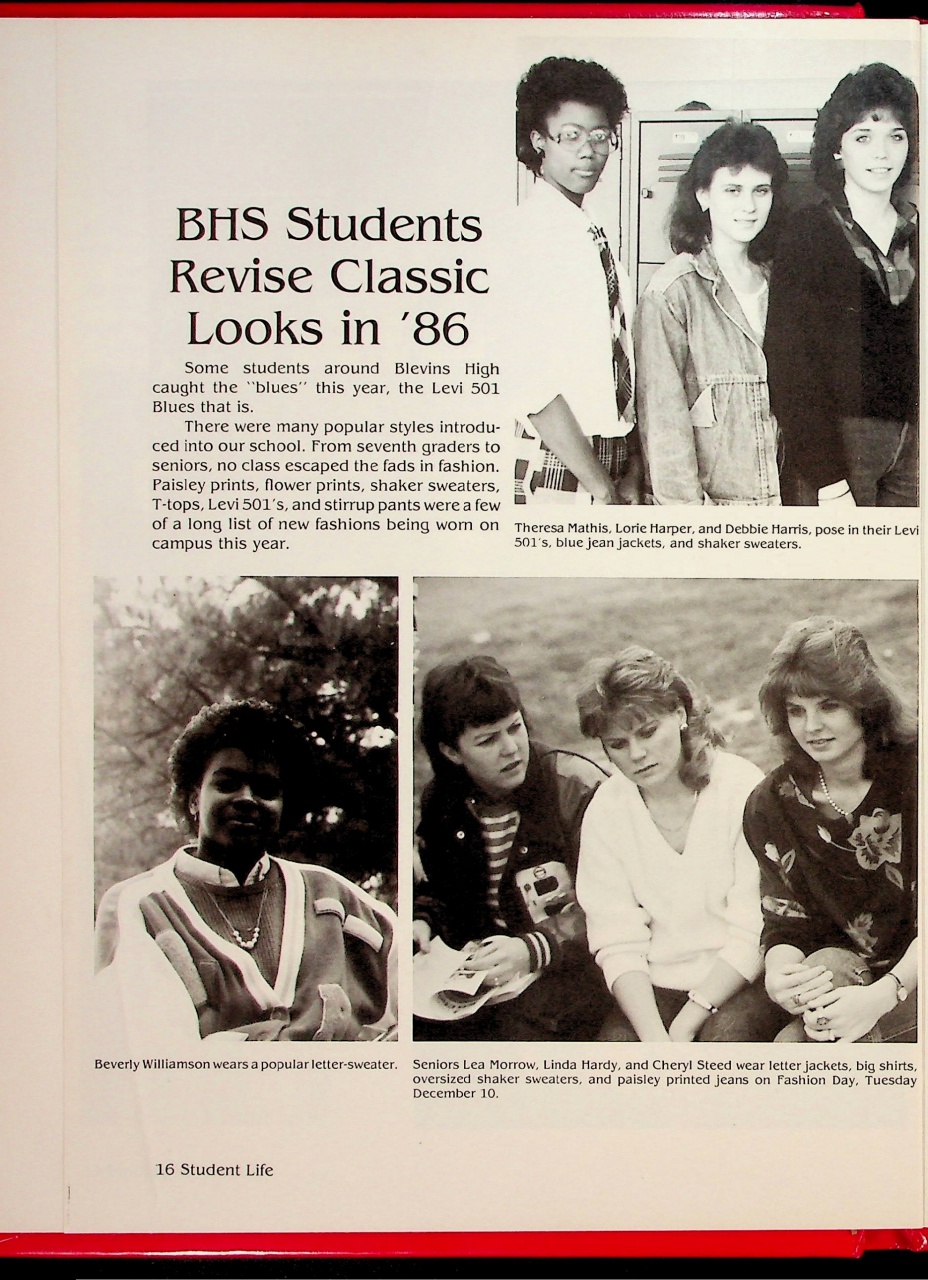 BHS Students
Revise Classic
Looks in '86
Some students around Blevins High
caught the "blues" this year, the Levi 501
Blues that is.
There were many popular styles introdu-
ced into our school. From seventh graders to
seniors, no class escaped the fads in fashion.
Paisley prints, flower prints, shaker sweaters,
T-tops, Levi 501's, and stirrup pants were a few
of a long list of new fashions being worn on
campus this year.
Theresa Mathis, Lorie Harper, and Debbie Harris, pose in their Levi
501's, blue jean jackets, and shaker sweaters.
Beverly Williamson wears a popular letter-sweater.
Seniors Lea Morrow, Linda Hardy, and Cheryl Steed wear letter jackets, big shirts,
oversized shaker sweaters, and paisley printed jeans on Fashion Day, Tuesday
December 10.
16 Student Life